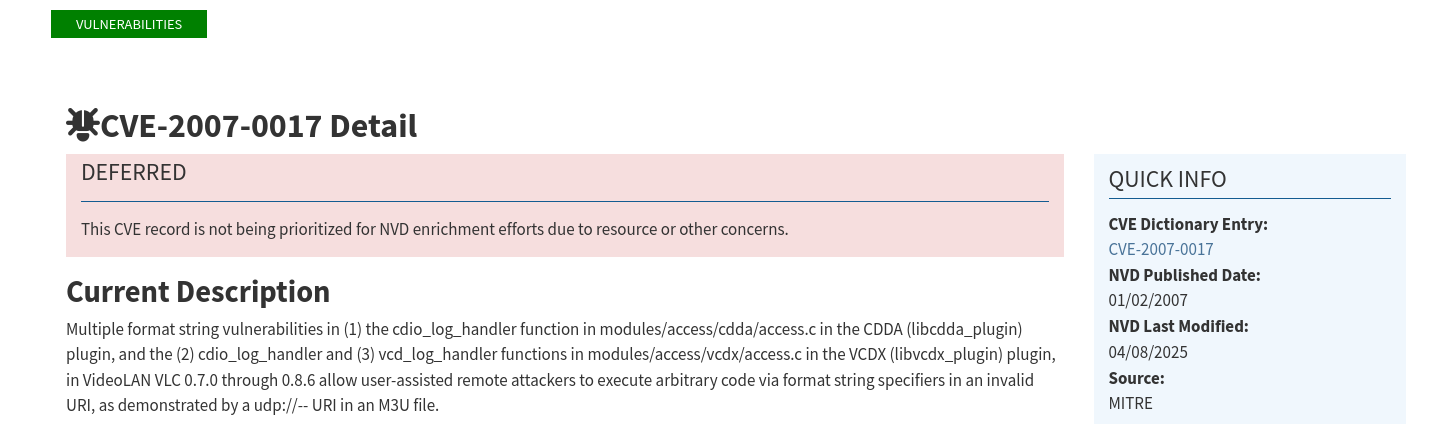 VULNERABILITIES
CVE-2007-0017 Detail
DEFERRED
This CVE record is not being prioritized for NVD enrichment efforts due to resource or other concerns.
Current Description
Multiple format string vulnerabilities in (1) the cdio_log_handler function in modules/access/cdda/access.c in the CDDA (libcdda_plugin)
plugin, and the (2) cdio_log_handler and (3) vcd_log_handler functions in modules/access/vcdx/access.c in the VCDX (libvcdx_plugin) plugin,
in VideoLAN VLC 0.7.0 through 0.8.6 allow user-assisted remote attackers to execute arbitrary code via format string specifiers in an invalid
URI, as demonstrated by a udp://-- URI in an M3U file.
QUICK INFO
CVE Dictionary Entry:
CVE-2007-0017
NVD Published Date:
01/02/2007
NVD Last Modified:
04/08/2025
Source:
MITRE